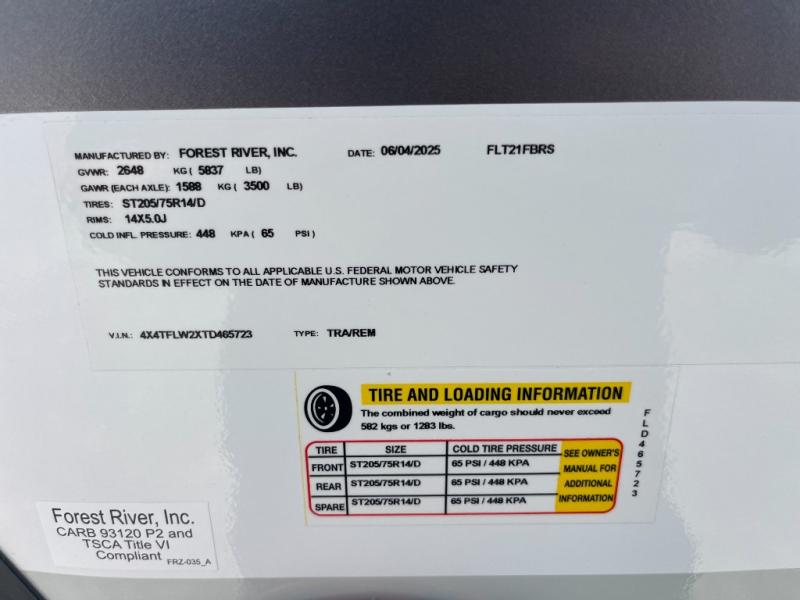 MANUFACTURED BY: FOREST RIVER, INC. DATE: 06/04/2025 FLT21FBRS
GVWR: 2648 KG ( 5837 LB)
GAWR (EACH AXLE): 1588 KG ( 3500 LB)
TIRES: ST205/75R14/D
RIMS: 14X5.0J
COLD INFL. PRESSURE: 448 KPA ( 65 PSI )
THIS VEHICLE CONFORMS TO ALL APPLICABLE U.S. FEDERAL MOTOR VEHICLE SAFETY
STANDARDS IN EFFECT ON THE DATE OF MANUFACTURE SHOWN ABOVE.
V.I.N.: 4X4TFLW2XTD465723 TYPE: TRA/REM
TIRE AND LOADING INFORMATION
The combined weight of cargo should never exceed
582 kgs or 1283 lbs.
TIRE SIZE COLD TIRE PRESSURE
FRONT ST205/75R14/D 65 PSI / 448 KPA
REAR ST205/75R14/D 65 PSI / 448 KPA
SPARE ST205/75R14/D 65 PSI / 448 KPA
SEE OWNER'S
MANUAL FOR
ADDITIONAL
INFORMATION
FLD465723
Forest River, Inc.
CARB 93120 P2 and
TSCA Title VI
Compliant FRZ-035_A